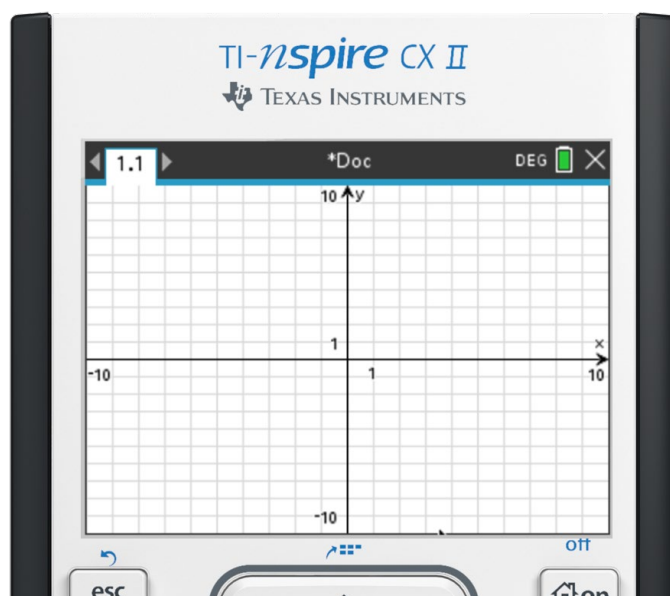 TI-nspire CX II
TEXAS INSTRUMENTS
1.1 *Doc DEG
10 y
1 x
-10 1 10
-10
off
esc on